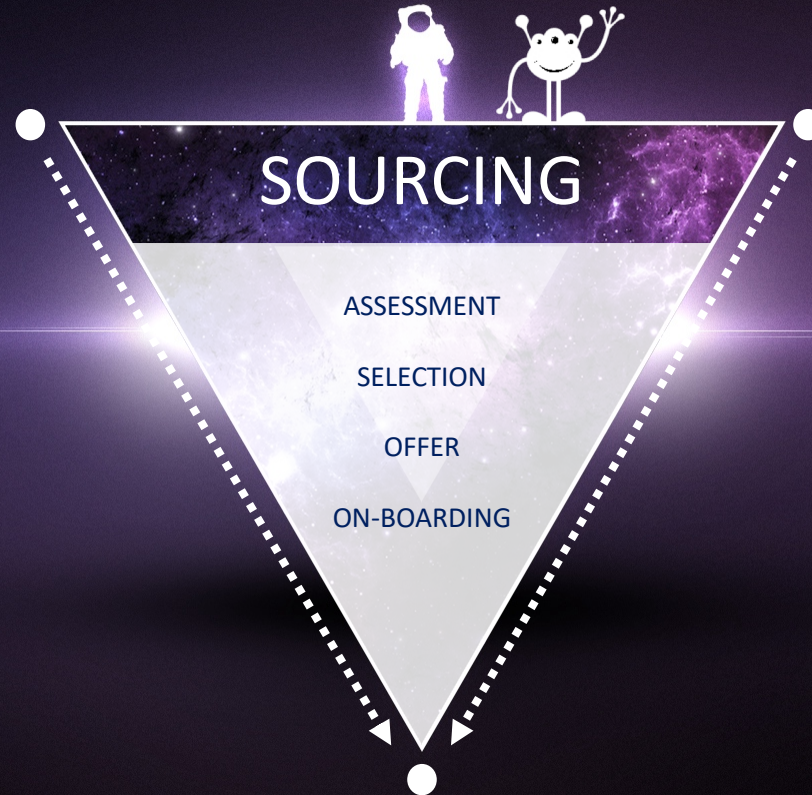 SOURCING
ASSESSMENT
SELECTION
OFFER
ON-BOARDING